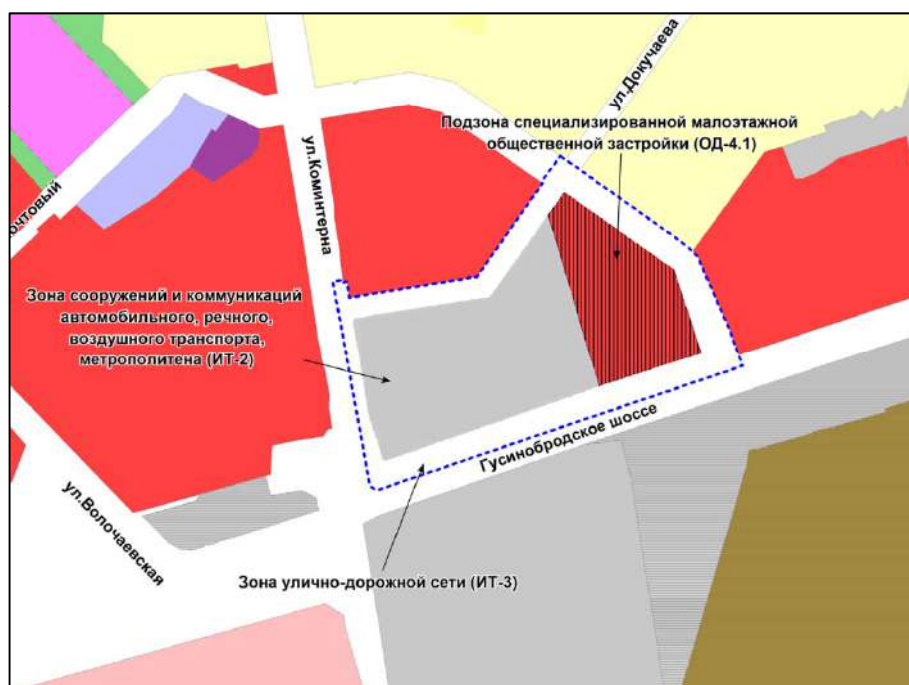 ул.Докучаева
Подзона специализированной малоэтажной
общественной застройки (ОД-4.1)
ул.Коминтерна
Зона сооружений и коммуникаций
автомобильного, речного,
воздушного транспорта,
метрополитена (ИТ-2)
Гусинобродское шоссе
ул.Волочаевская
Зона улично-дорожной сети (ИТ-3)